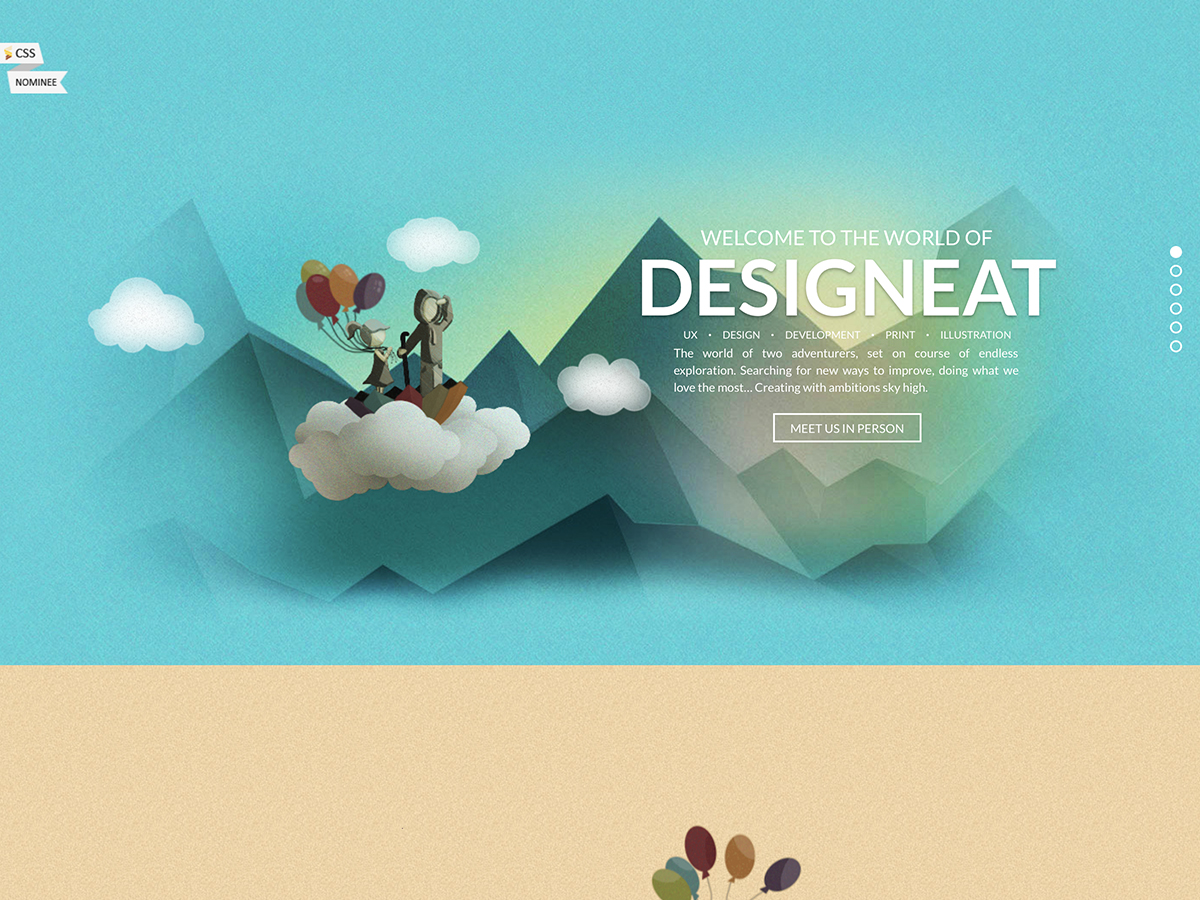 CSS
NOMINEE
WELCOME TO THE WORLD OF
DESIGNEAT
UX • DESIGN • DEVELOPMENT • PRINT • ILLUSTRATION
The world of two adventurers, set on course of endless
exploration. Searching for new ways to improve, doing what we
love the most... Creating with ambitions sky high.
MEET US IN PERSON